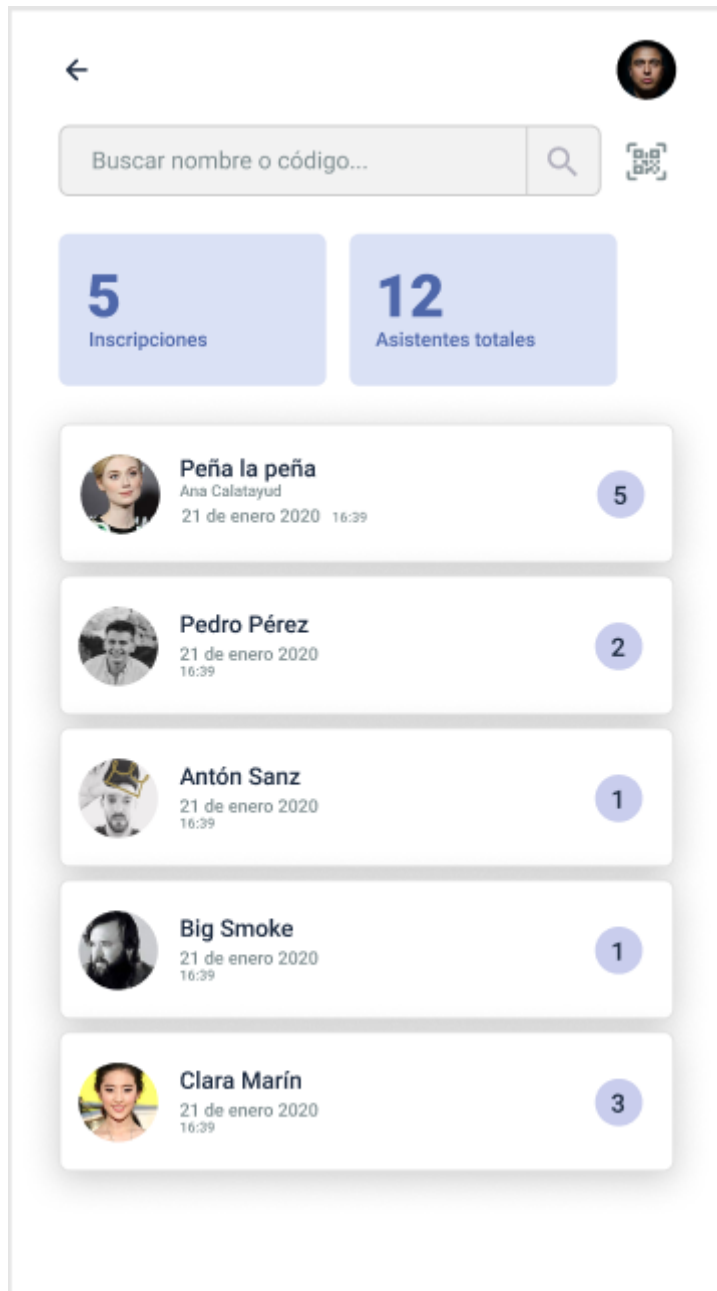 Buscar nombre o código...
5
Inscripciones
12
Asistentes totales
Peña la peña
Ana Calatayud
21 de enero 2020 16:39
5
Pedro Pérez
21 de enero 2020
16:39
2
Antón Sanz
21 de enero 2020
16:39
1
Big Smoke
21 de enero 2020
16:39
1
Clara Marín
21 de enero 2020
16:39
3